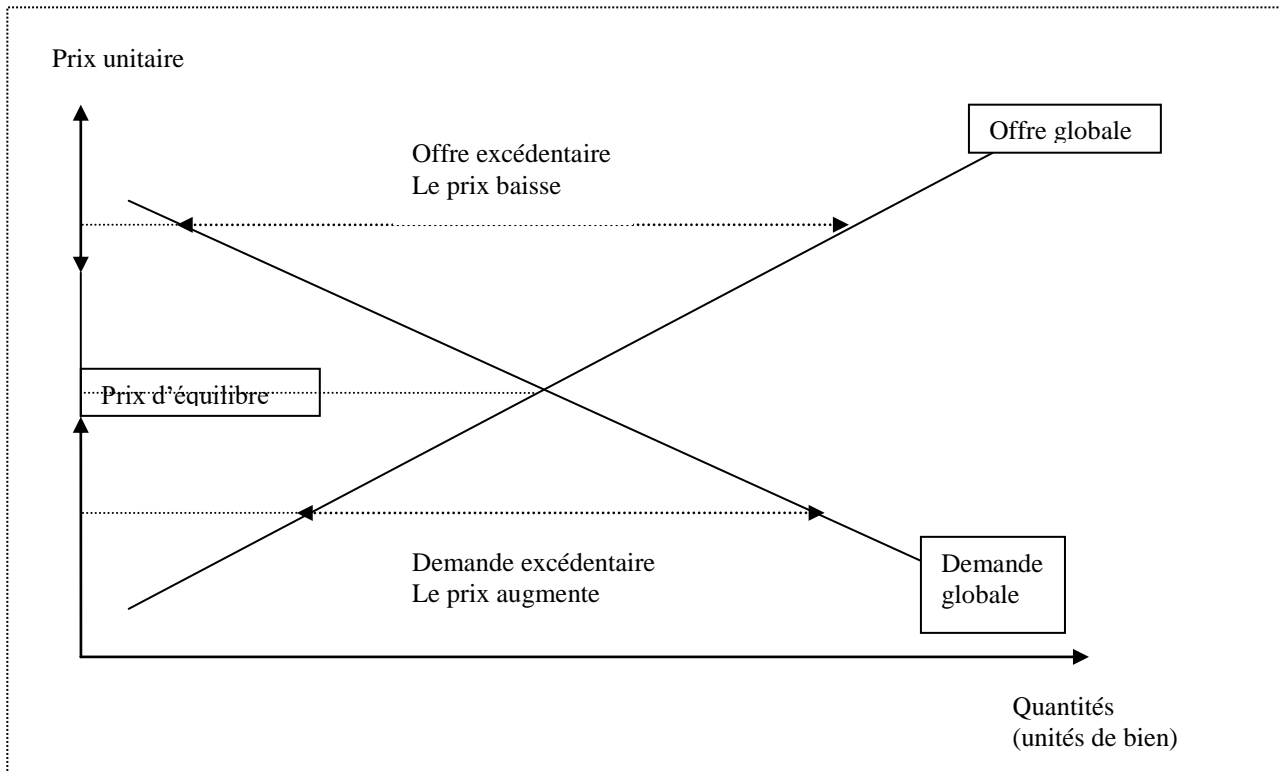 Prix unitaire
Offre globale
Offre excédentaire
Le prix baisse
Prix d’équilibre
Demande excédentaire
Le prix augmente
Demande
globale
Quantités
(unités de bien)